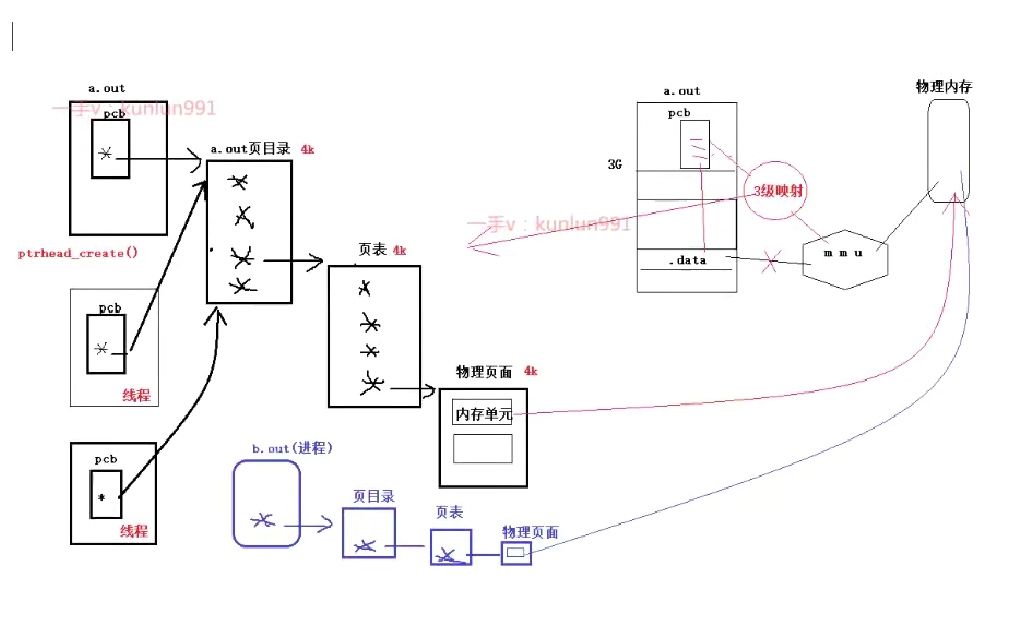 a.out
一手v：kunlun991
pcb
a.out页目录 4k
ptrhead_create()
页表 4k
pcb
线程
物理页面 4k
内存单元
pcb
线程
b.out(进程)
页目录
页表
物理页面
a.out
pcb
3G
3级映射
一手v：kunlun991
.data
mmu
物理内存